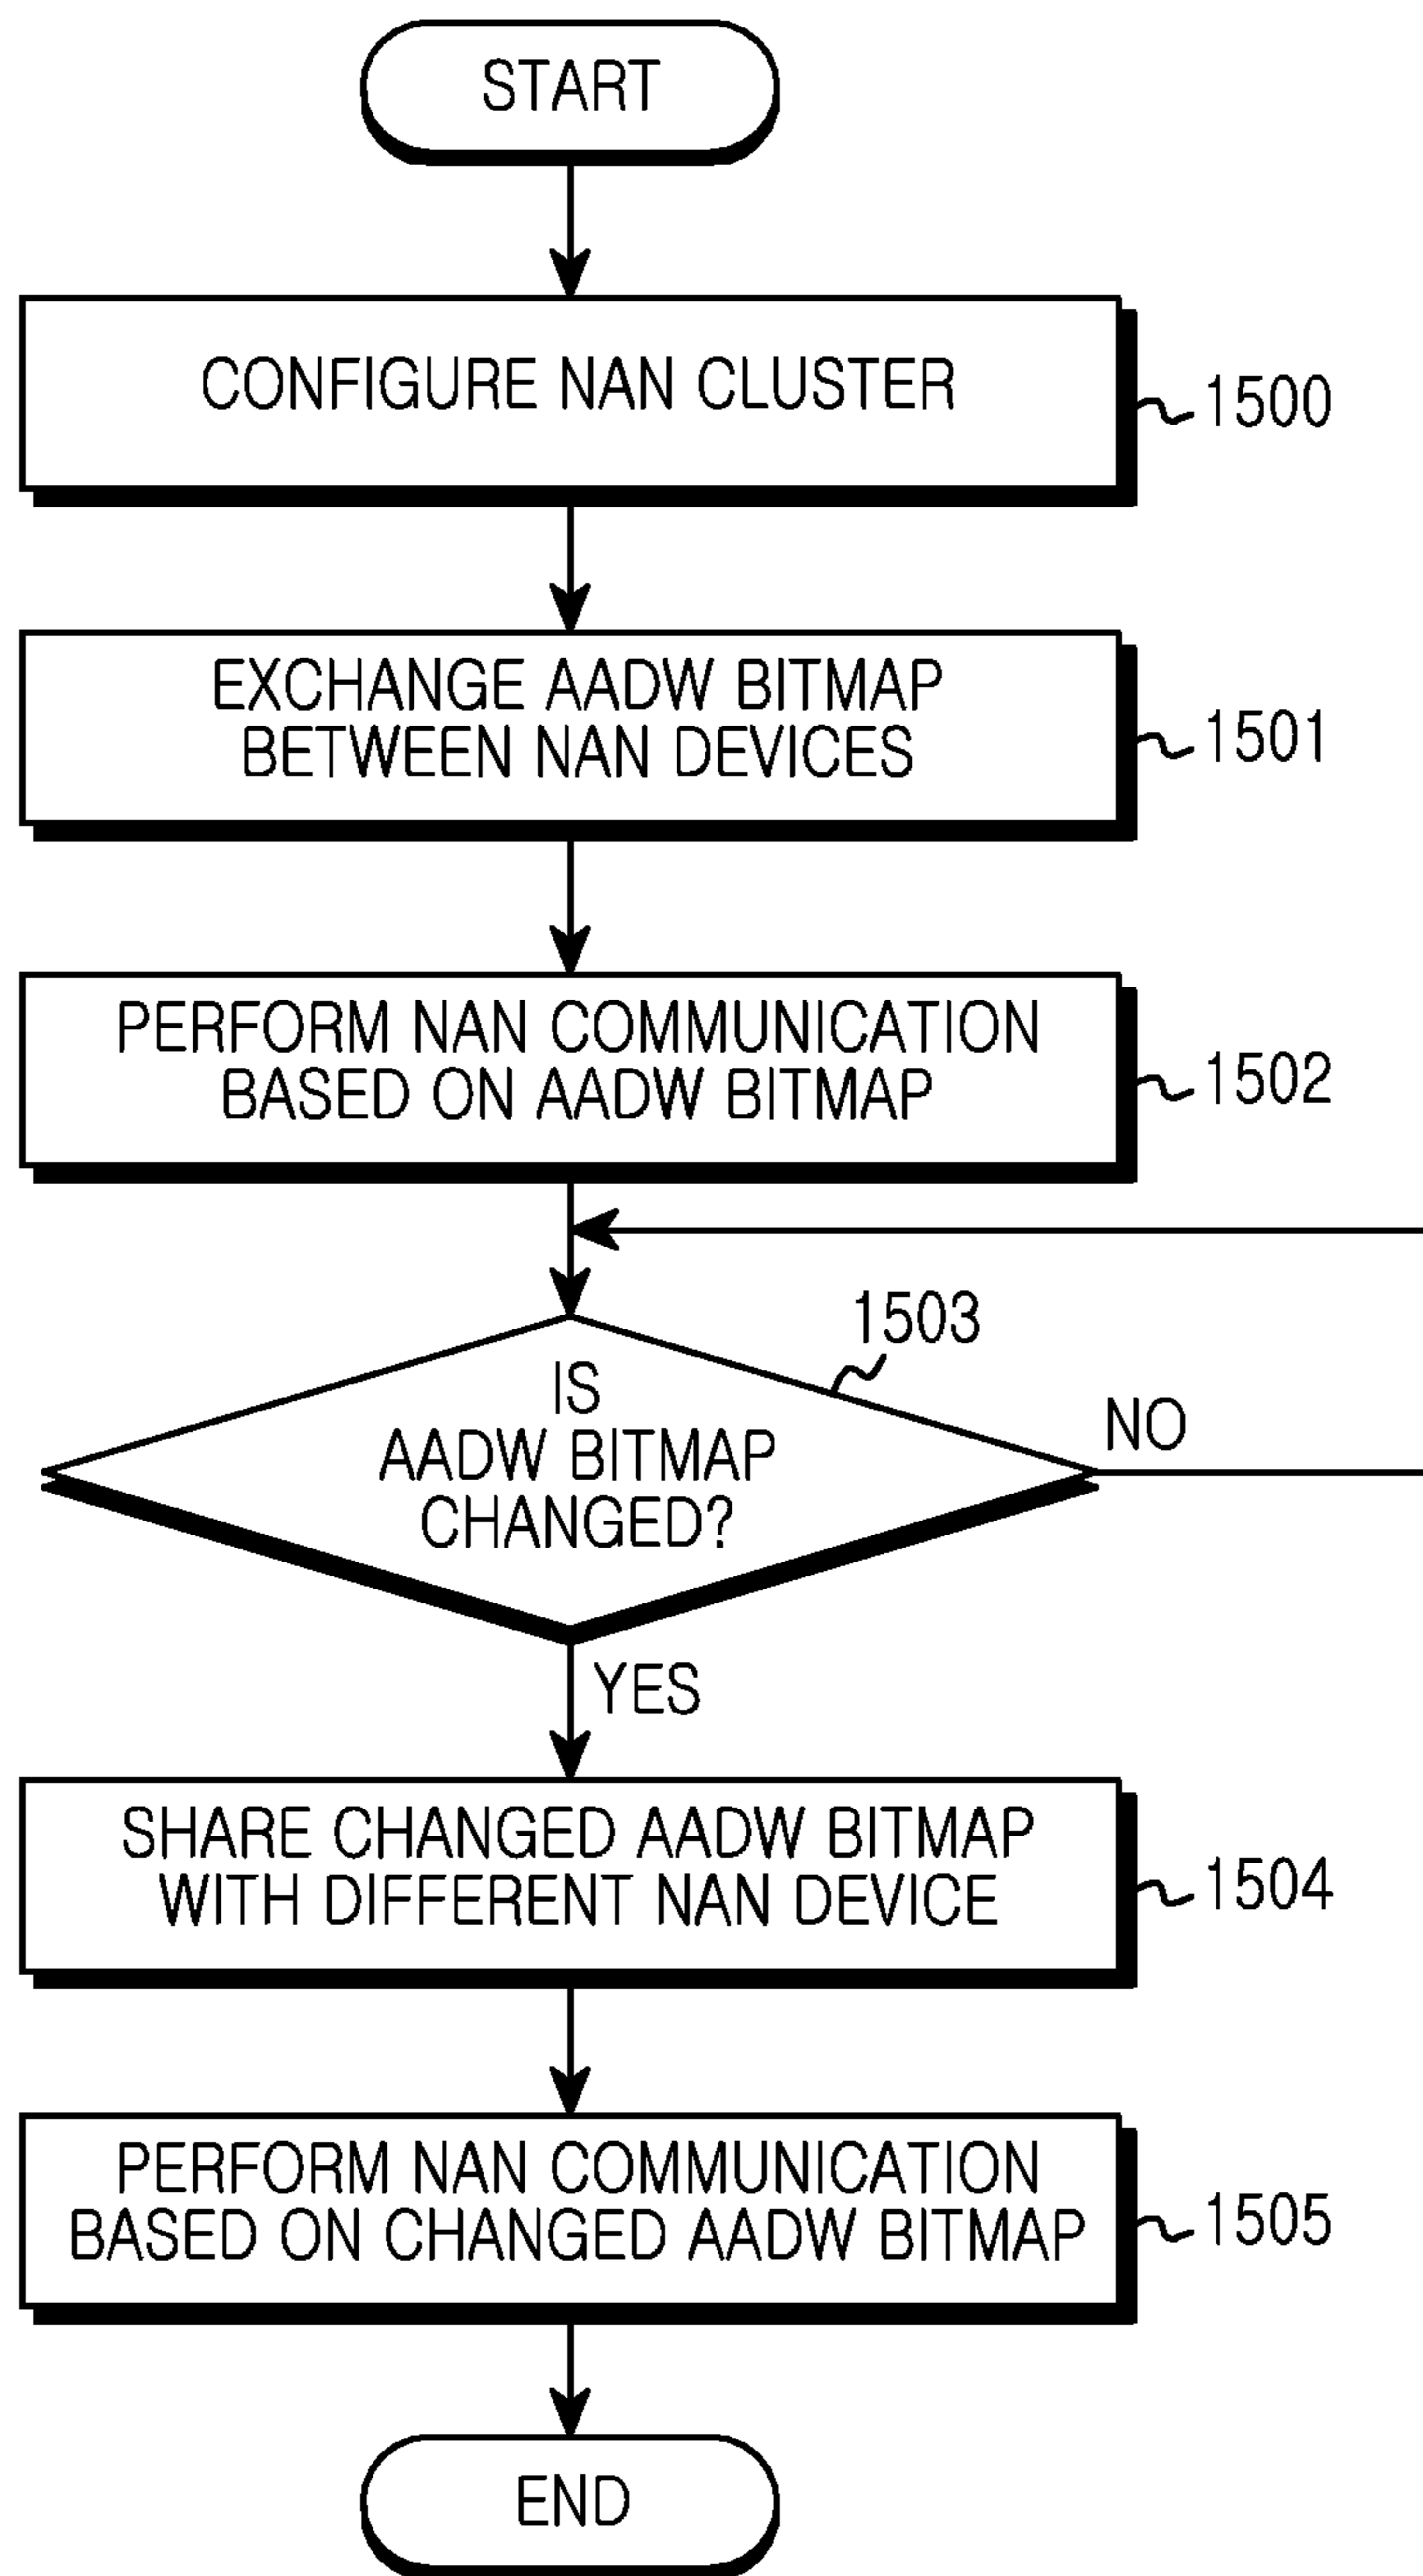 START
CONFIGURE NAN CLUSTER
1500
EXCHANGE AADW BITMAP
BETWEEN NAN DEVICES
1501
PERFORM NAN COMMUNICATION
BASED ON AADW BITMAP
1502
1503
IS
AADW BITMAP
CHANGED?
NO
YES
SHARE CHANGED AADW BITMAP
WITH DIFFERENT NAN DEVICE
1504
PERFORM NAN COMMUNICATION
BASED ON CHANGED AADW BITMAP
1505
END